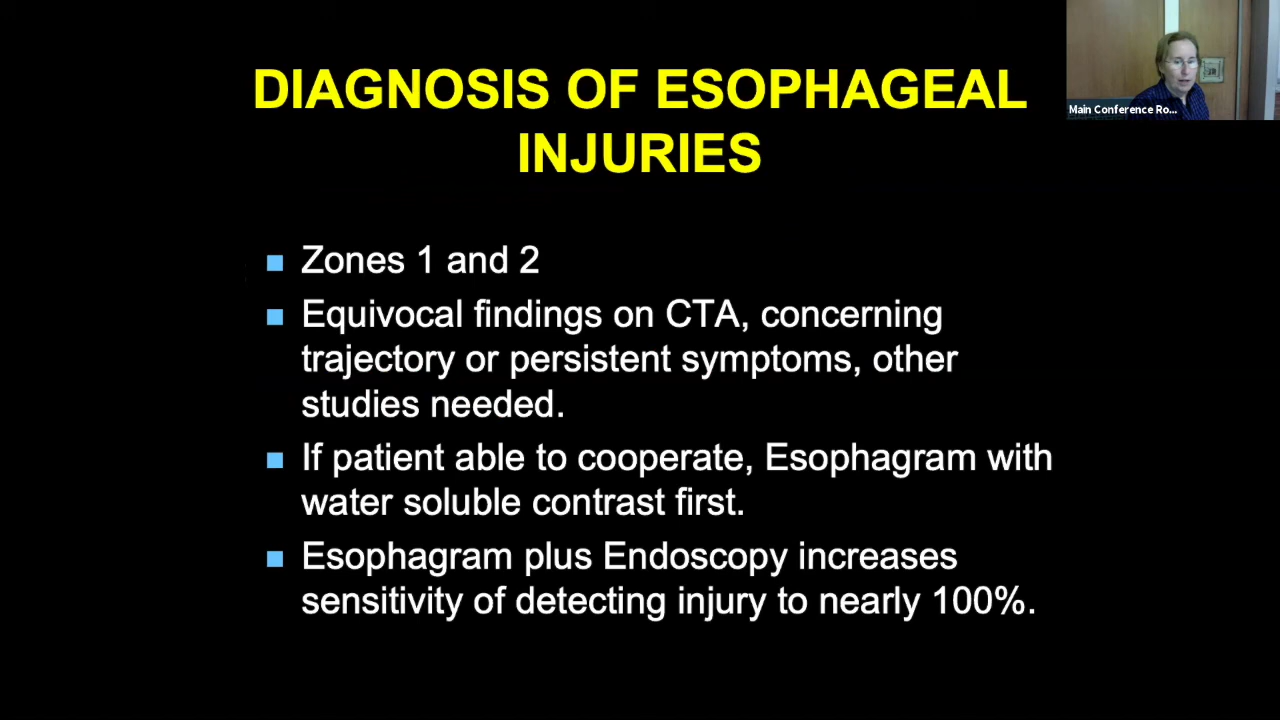 DIAGNOSIS OF ESOPHAGEAL
INJURIES
Main Conference Ro...
Zones 1 and 2
Equivocal findings on CTA, concerning
trajectory or persistent symptoms, other
studies needed.
If patient able to cooperate, Esophagram with
water soluble contrast first.
Esophagram plus Endoscopy increases
sensitivity of detecting injury to nearly 100%.